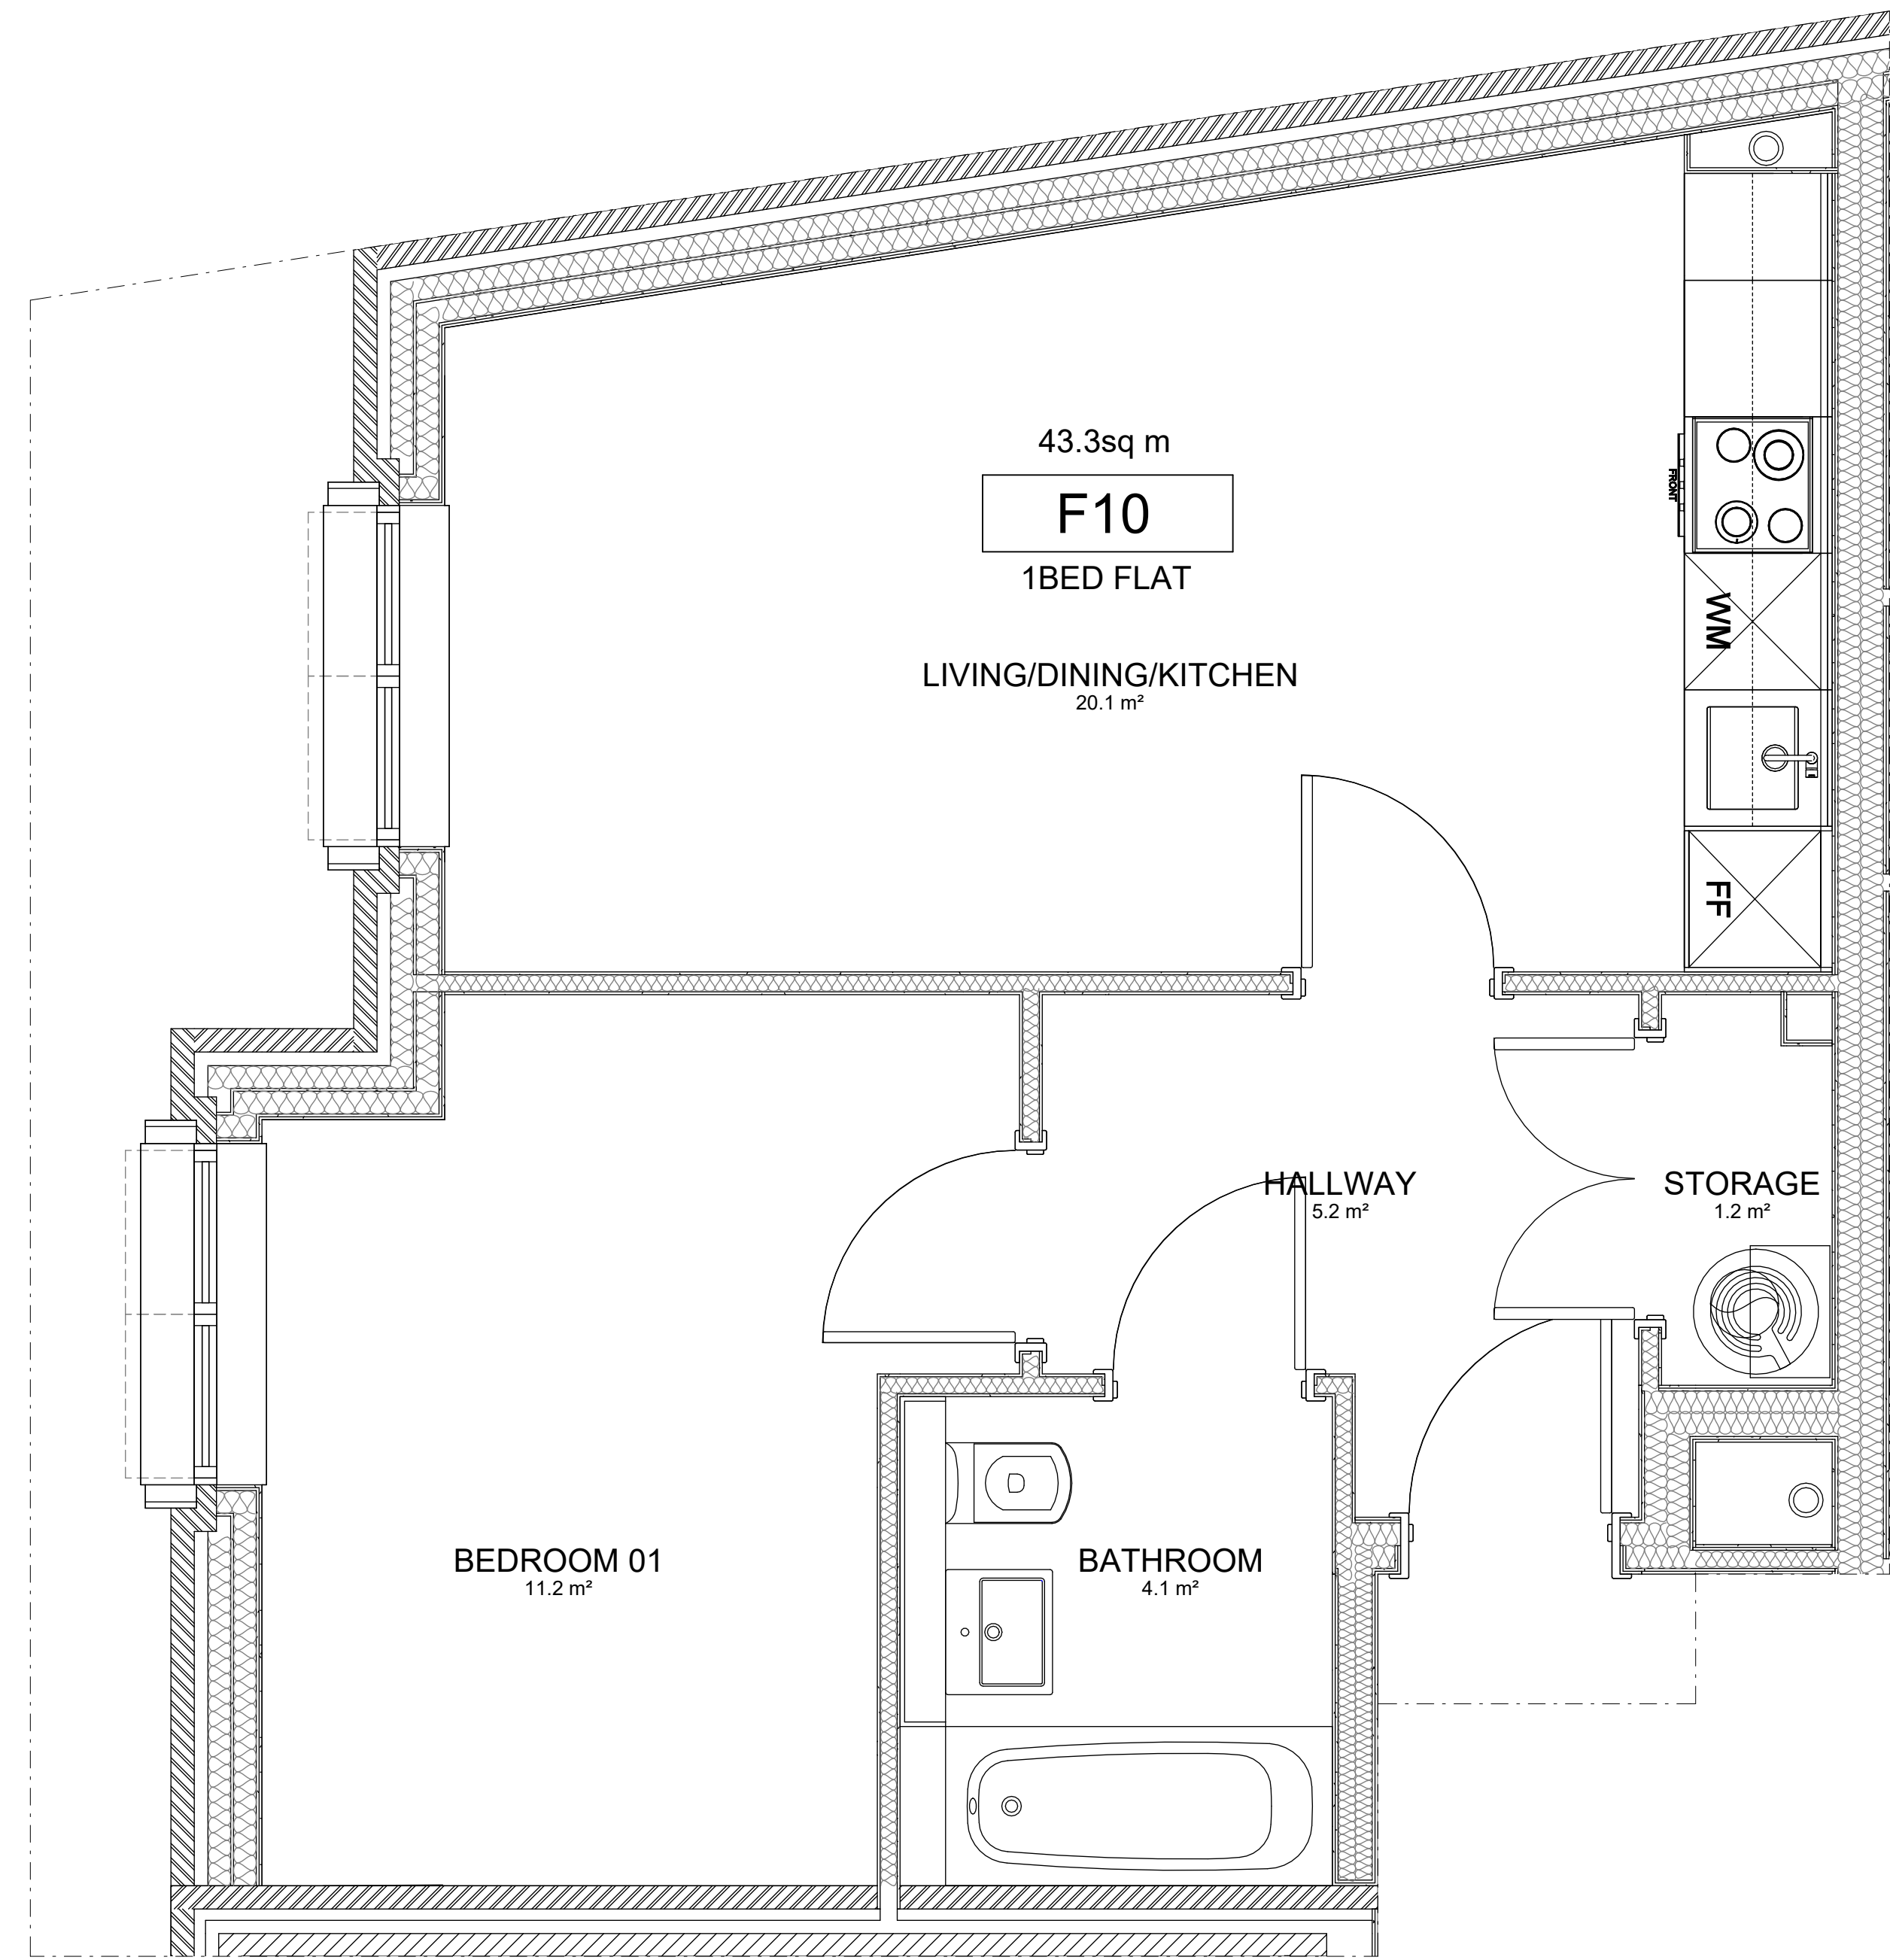 43.3sq m
F10
1BED FLAT
FRONT
WM
LIVING/DINING/KITCHEN
20.1 m²
FF
HALLWAY
5.2 m²
STORAGE
1.2 m²
BEDROOM 01
11.2 m²
BATHROOM
4.1 m²